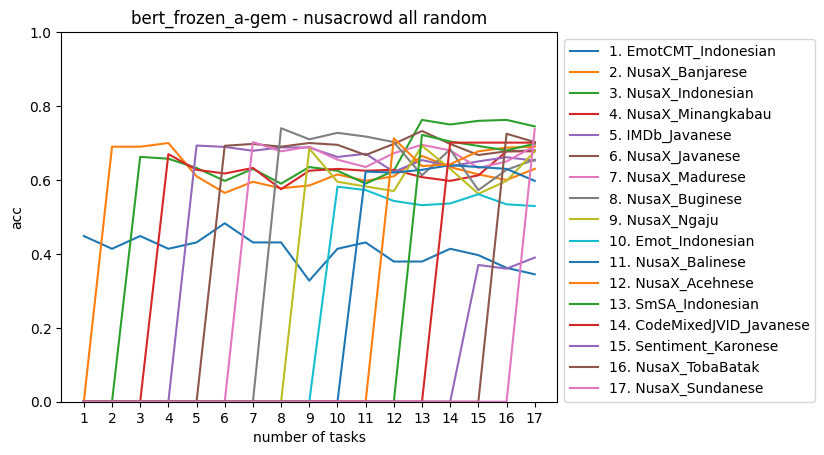 bert_frozen_a-gem - nusacrowd all random
1.0
0.8
0.6
0.4
0.2
0.0
acc
1 2 3 4 5 6 7 8 9 10 11 12 13 14 15 16 17
number of tasks
1. EmotCMT_Indonesian
2. NusaX_Banjarese
3. NusaX_Indonesian
4. NusaX_Minangkabau
5. IMDb_Javanese
6. NusaX_Javanese
7. NusaX_Madurese
8. NusaX_Buginese
9. NusaX_Ngaju
10. Emot_Indonesian
11. NusaX_Balinese
12. NusaX_Acehnese
13. SmSA_Indonesian
14. CodeMixedJVID_Javanese
15. Sentiment_Karonese
16. NusaX_TobaBatak
17. NusaX_Sundanese